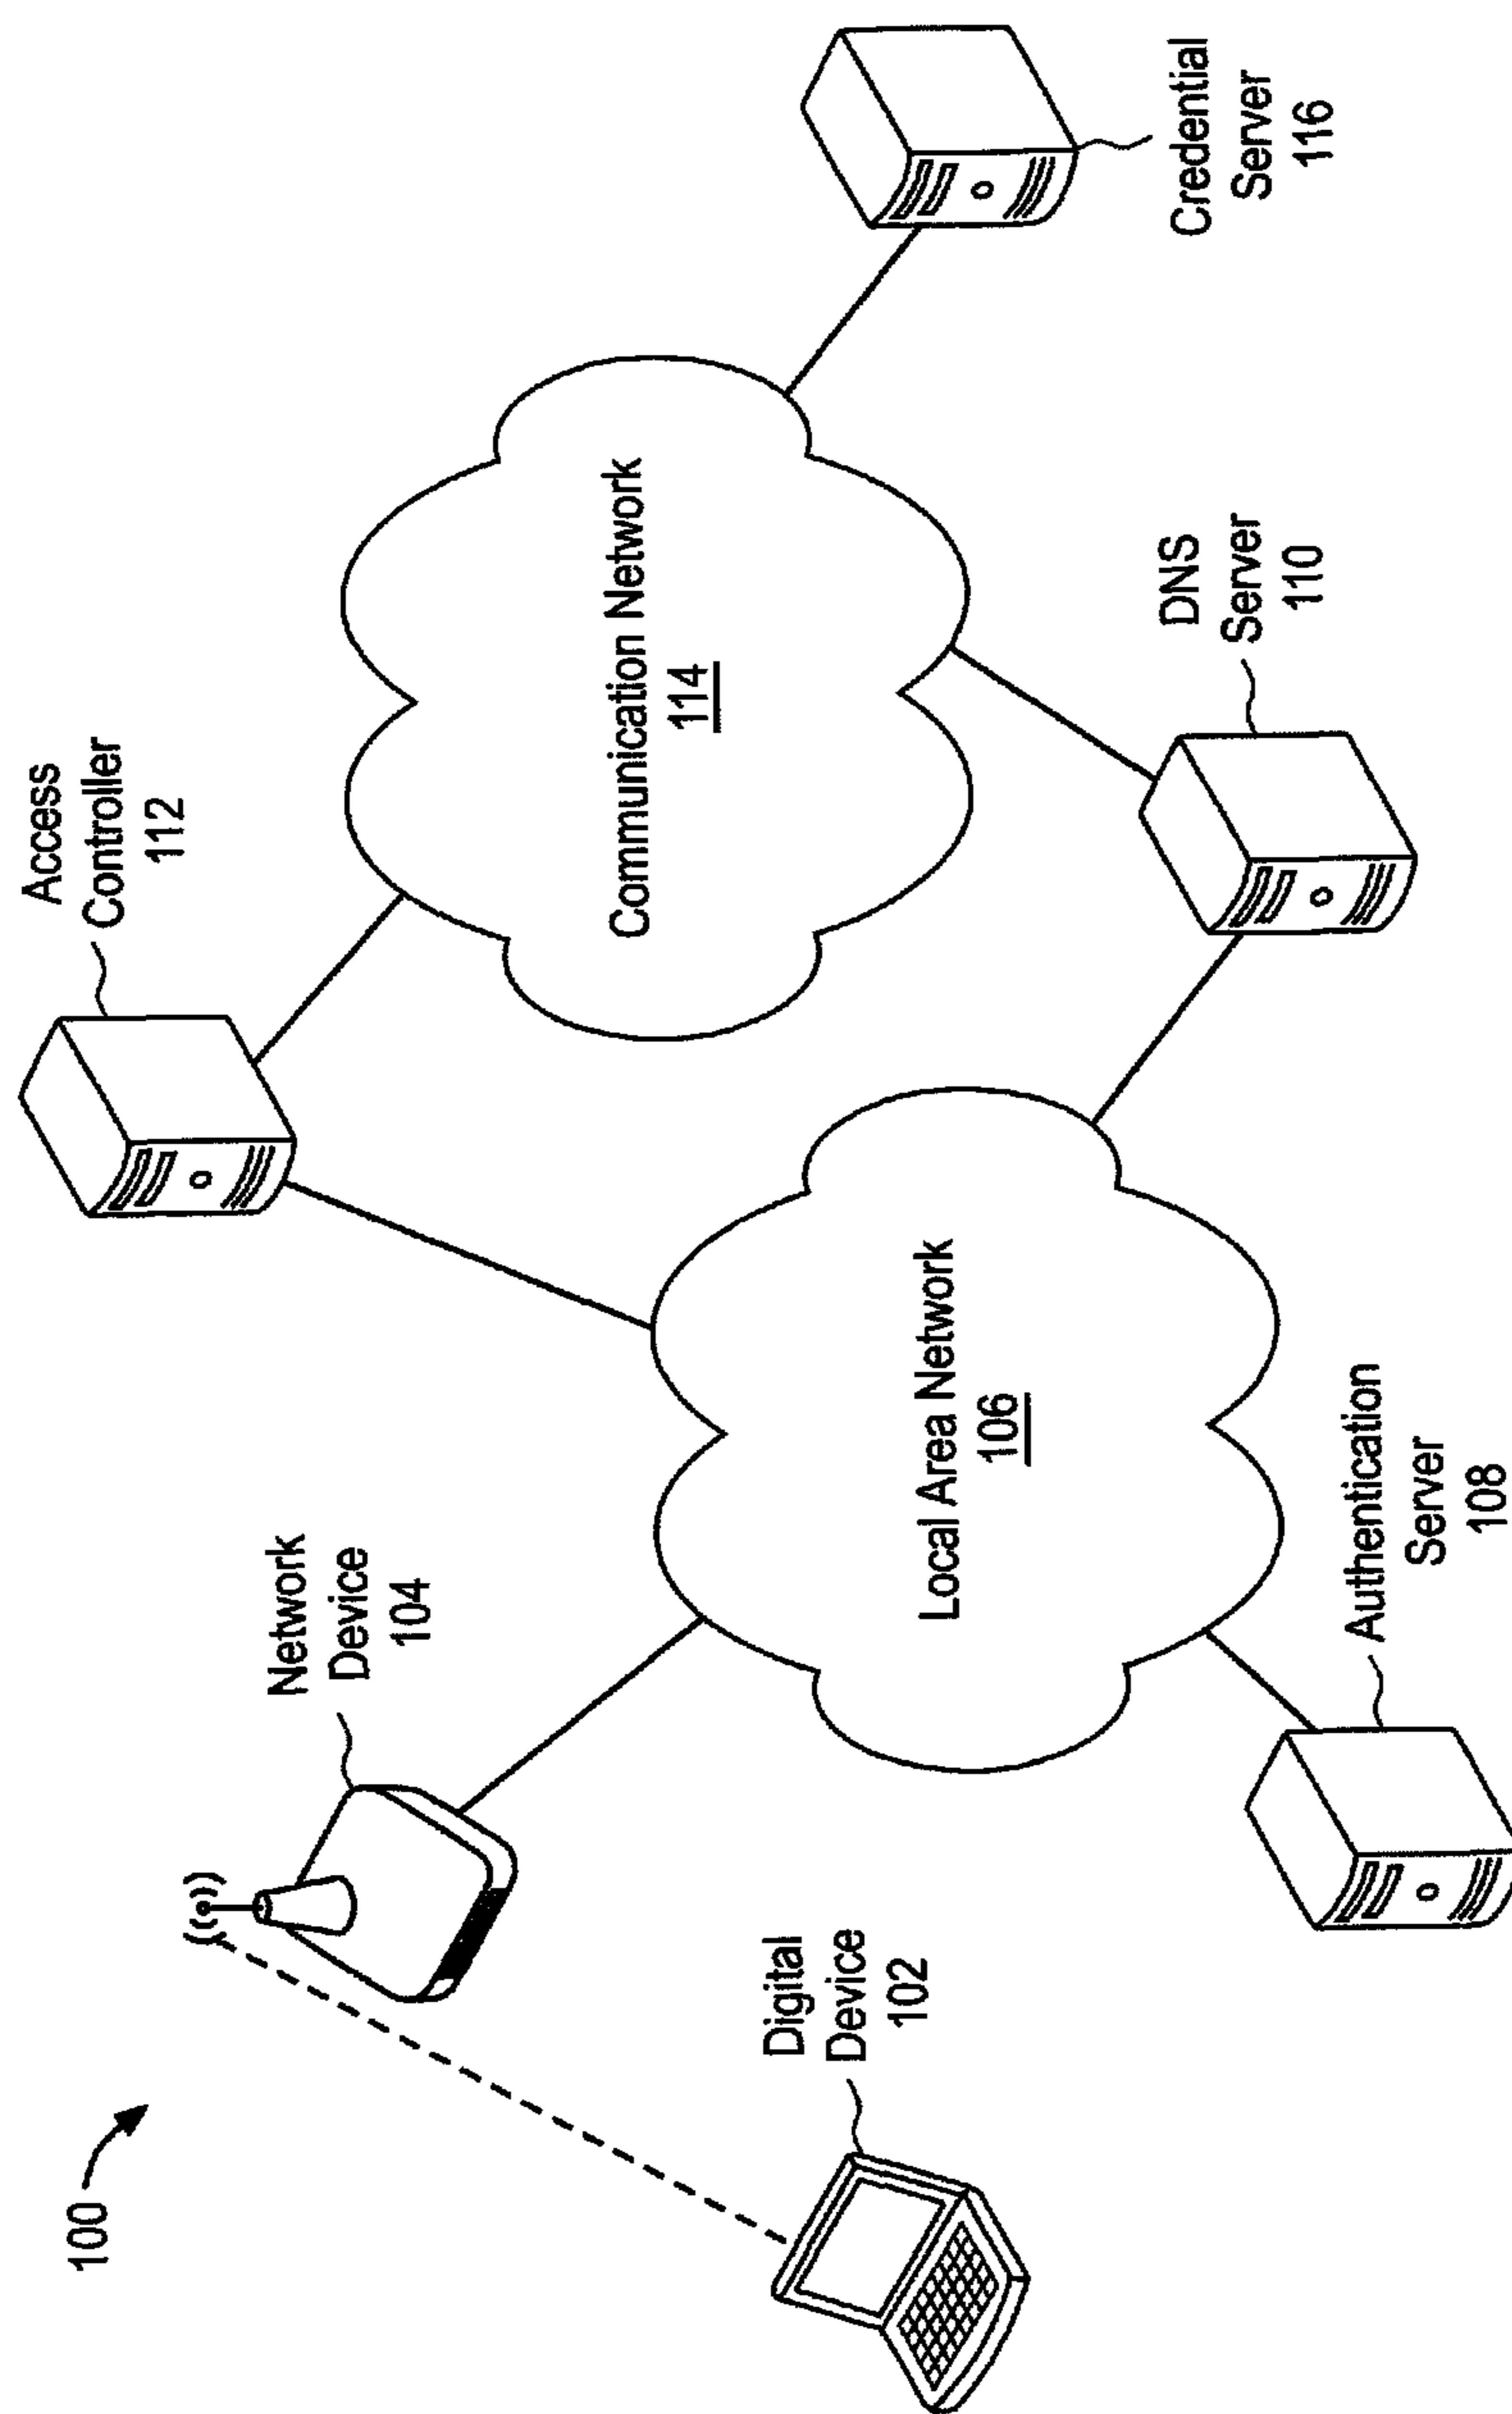 100
Digital
Device
102
Network
Device
104
Access
Controller
112
Local Area Network
106
Communication Network
114
Authentication
Server
108
DNS
Server
110
Credential
Server
116